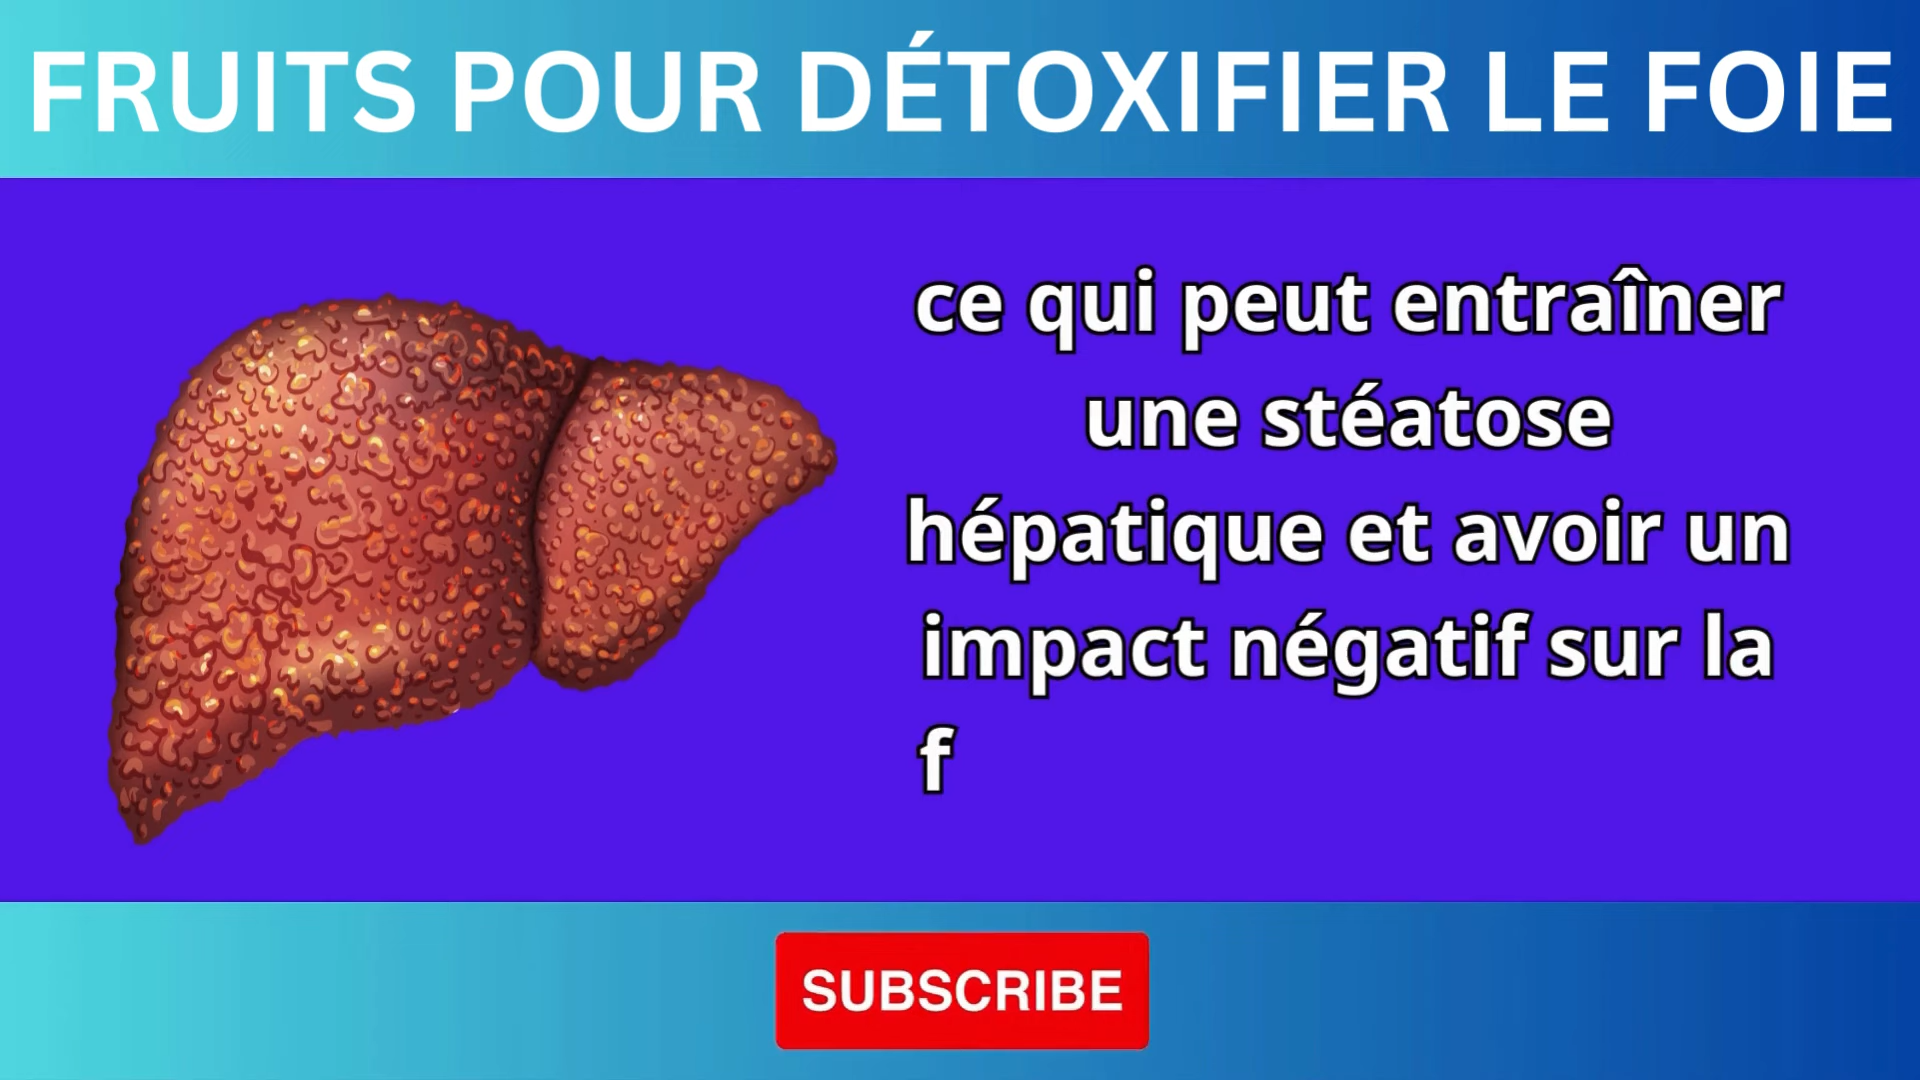 FRUITS POUR DÉTOXIFIER LE FOIE
ce qui peut entraîner
une stéatose
hépatique et avoir un
impact négatif sur la
f
SUBSCRIBE